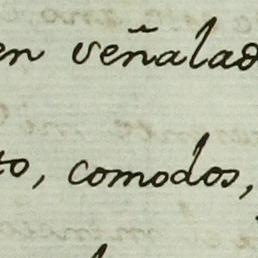 en señalad
to, comodos,